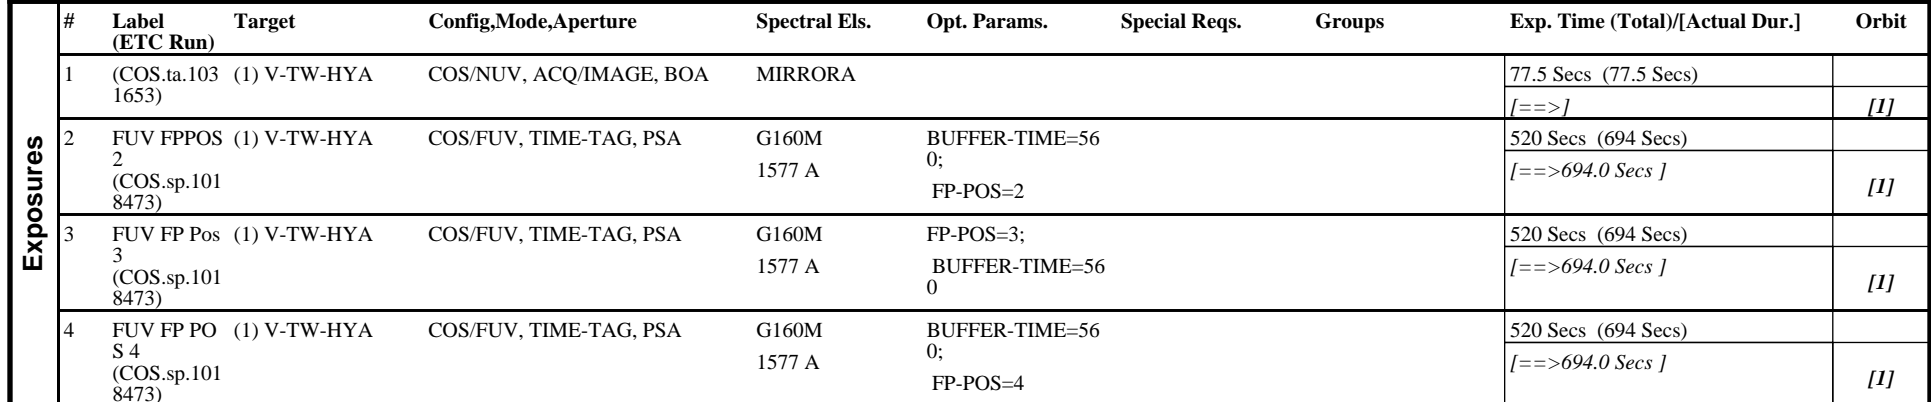 # Label Target Config,Mode,Aperture Spectral Els. Opt. Params. Special Reqs. Groups Exp. Time (Total)/[Actual Dur.] Orbit
(ETC Run)
Exposures
1 (COS.ta.103 (1) V-TW-HYA COS/NUV, ACQ/IMAGE, BOA MIRRORA 77.5 Secs (77.5 Secs)
1653)
[==>] [1]
2 FUV FPPOS (1) V-TW-HYA COS/FUV, TIME-TAG, PSA G160M BUFFER-TIME=56 520 Secs (694 Secs)
2 0;
1577 A [==>694.0 Secs ]
(COS.sp.101
8473) FP-POS=2 [1]
3 FUV FP Pos (1) V-TW-HYA COS/FUV, TIME-TAG, PSA G160M FP-POS=3; 520 Secs (694 Secs)
3
1577 A BUFFER-TIME=56 [==>694.0 Secs ]
(COS.sp.101 0
8473) [1]
4 FUV FP PO (1) V-TW-HYA COS/FUV, TIME-TAG, PSA G160M BUFFER-TIME=56 520 Secs (694 Secs)
S 4 0;
1577 A [==>694.0 Secs ]
(COS.sp.101
8473) FP-POS=4 [1]